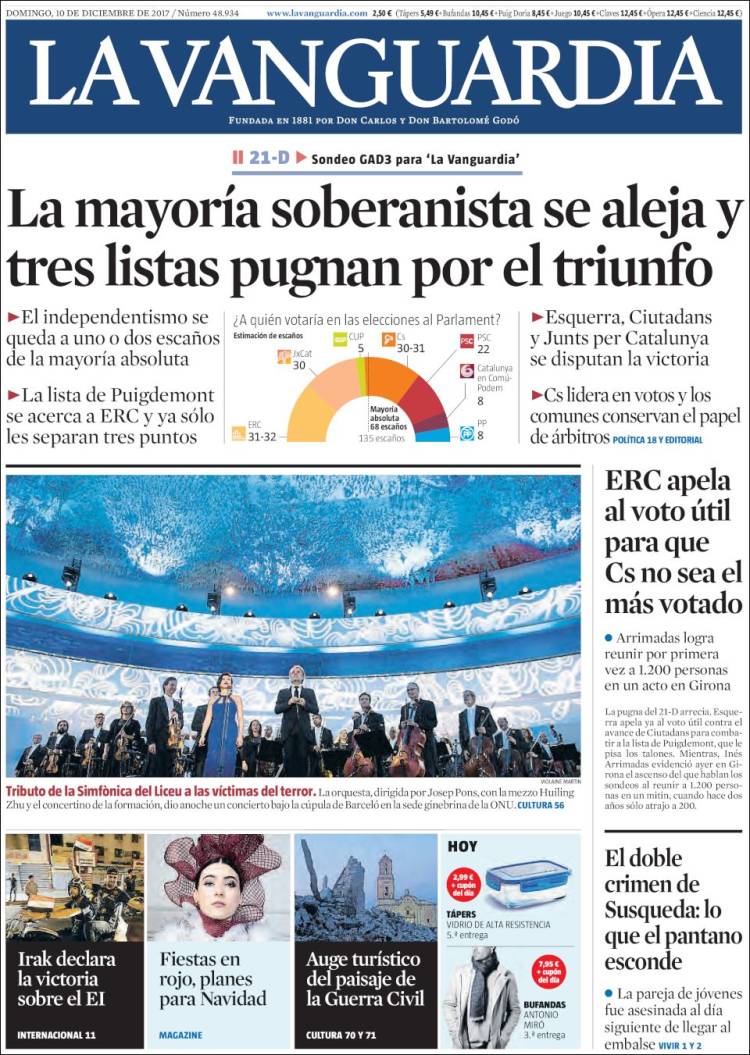 DOMINGO, 10 DE DICIEMBRE DE 2017 / Número 48.934
www.lavanguardia.com 2,50 € (Tápers 5,49 €+Bufandas 10,45 €+Puig Doria 8,45 €+Juego 10,45 €+Claves 12,45 €+Ópera 12,45 €+Ciencia 12,45 €)
LA VANGUARDIA
FUNDADA EN 1881 POR DON CARLOS Y DON BARTOLOMÉ GODÓ
21-D Sondeo GAD3 para ‘La Vanguardia’
La mayoría soberanista se aleja y
tres listas pugnan por el triunfo
El independentismo se
queda a uno o dos escaños
de la mayoría absoluta
La lista de Puigdemont
se acerca a ERC y ya sólo
les separan tres puntos
¿A quién votaría en las elecciones al Parlament?
Estimación de escaños
ERC
31-32
JxCat
30
CUP
5
Cs
30-31
PSC
PSC
22
Catalunya
en Comú-
Podem
8
PP
8
Mayoría
absoluta
68 escaños
135 escaños
Esquerra, Ciutadans
y Junts per Catalunya
se disputan la victoria
Cs lidera en votos y los
comunes conservan el papel
de árbitros POLÍTICA 18 Y EDITORIAL
VIOLAINE MARTIN
Tributo de la Simfònica del Liceu a las víctimas del terror. La orquesta, dirigida por Josep Pons, con la mezzo Huiling
Zhu y el concertino de la formación, dio anoche un concierto bajo la cúpula de Barceló en la sede ginebrina de la ONU. CULTURA 56
ERC apela
al voto útil
para que
Cs no sea el
más votado
Arrimadas logra
reunir por primera
vez a 1.200 personas
en un acto en Girona
La pugna del 21-D arrecia. Esque-
rra apela ya al voto útil contra el
avance de Ciutadans para comba-
tir a la lista de Puigdemont, que le
pisa los talones. Mientras, Inés
Arrimadas evidenció ayer en Gi-
rona el ascenso del que hablan los
sondeos al reunir a 1.200 personas
en un mitin, cuando hace dos
años sólo atrajo a 200.
El doble
crimen de
Susqueda: lo
que el pantano
esconde
La pareja de jóvenes
fue asesinada al día
siguiente de llegar al
embalse VIVIR 1 Y 2
Irak declara
la victoria
sobre el EI
INTERNACIONAL 11
Fiestas en
rojo, planes
para Navidad
MAGAZINE
Auge turístico
del paisaje de
la Guerra Civil
CULTURA 70 Y 71
HOY
2,99 €
+ cupón
del día
TÁPERS
VIDRIO DE ALTA RESISTENCIA
5.ª entrega
7,95 €
+ cupón
del día
BUFANDAS
ANTONIO
MIRÓ
3.ª entrega